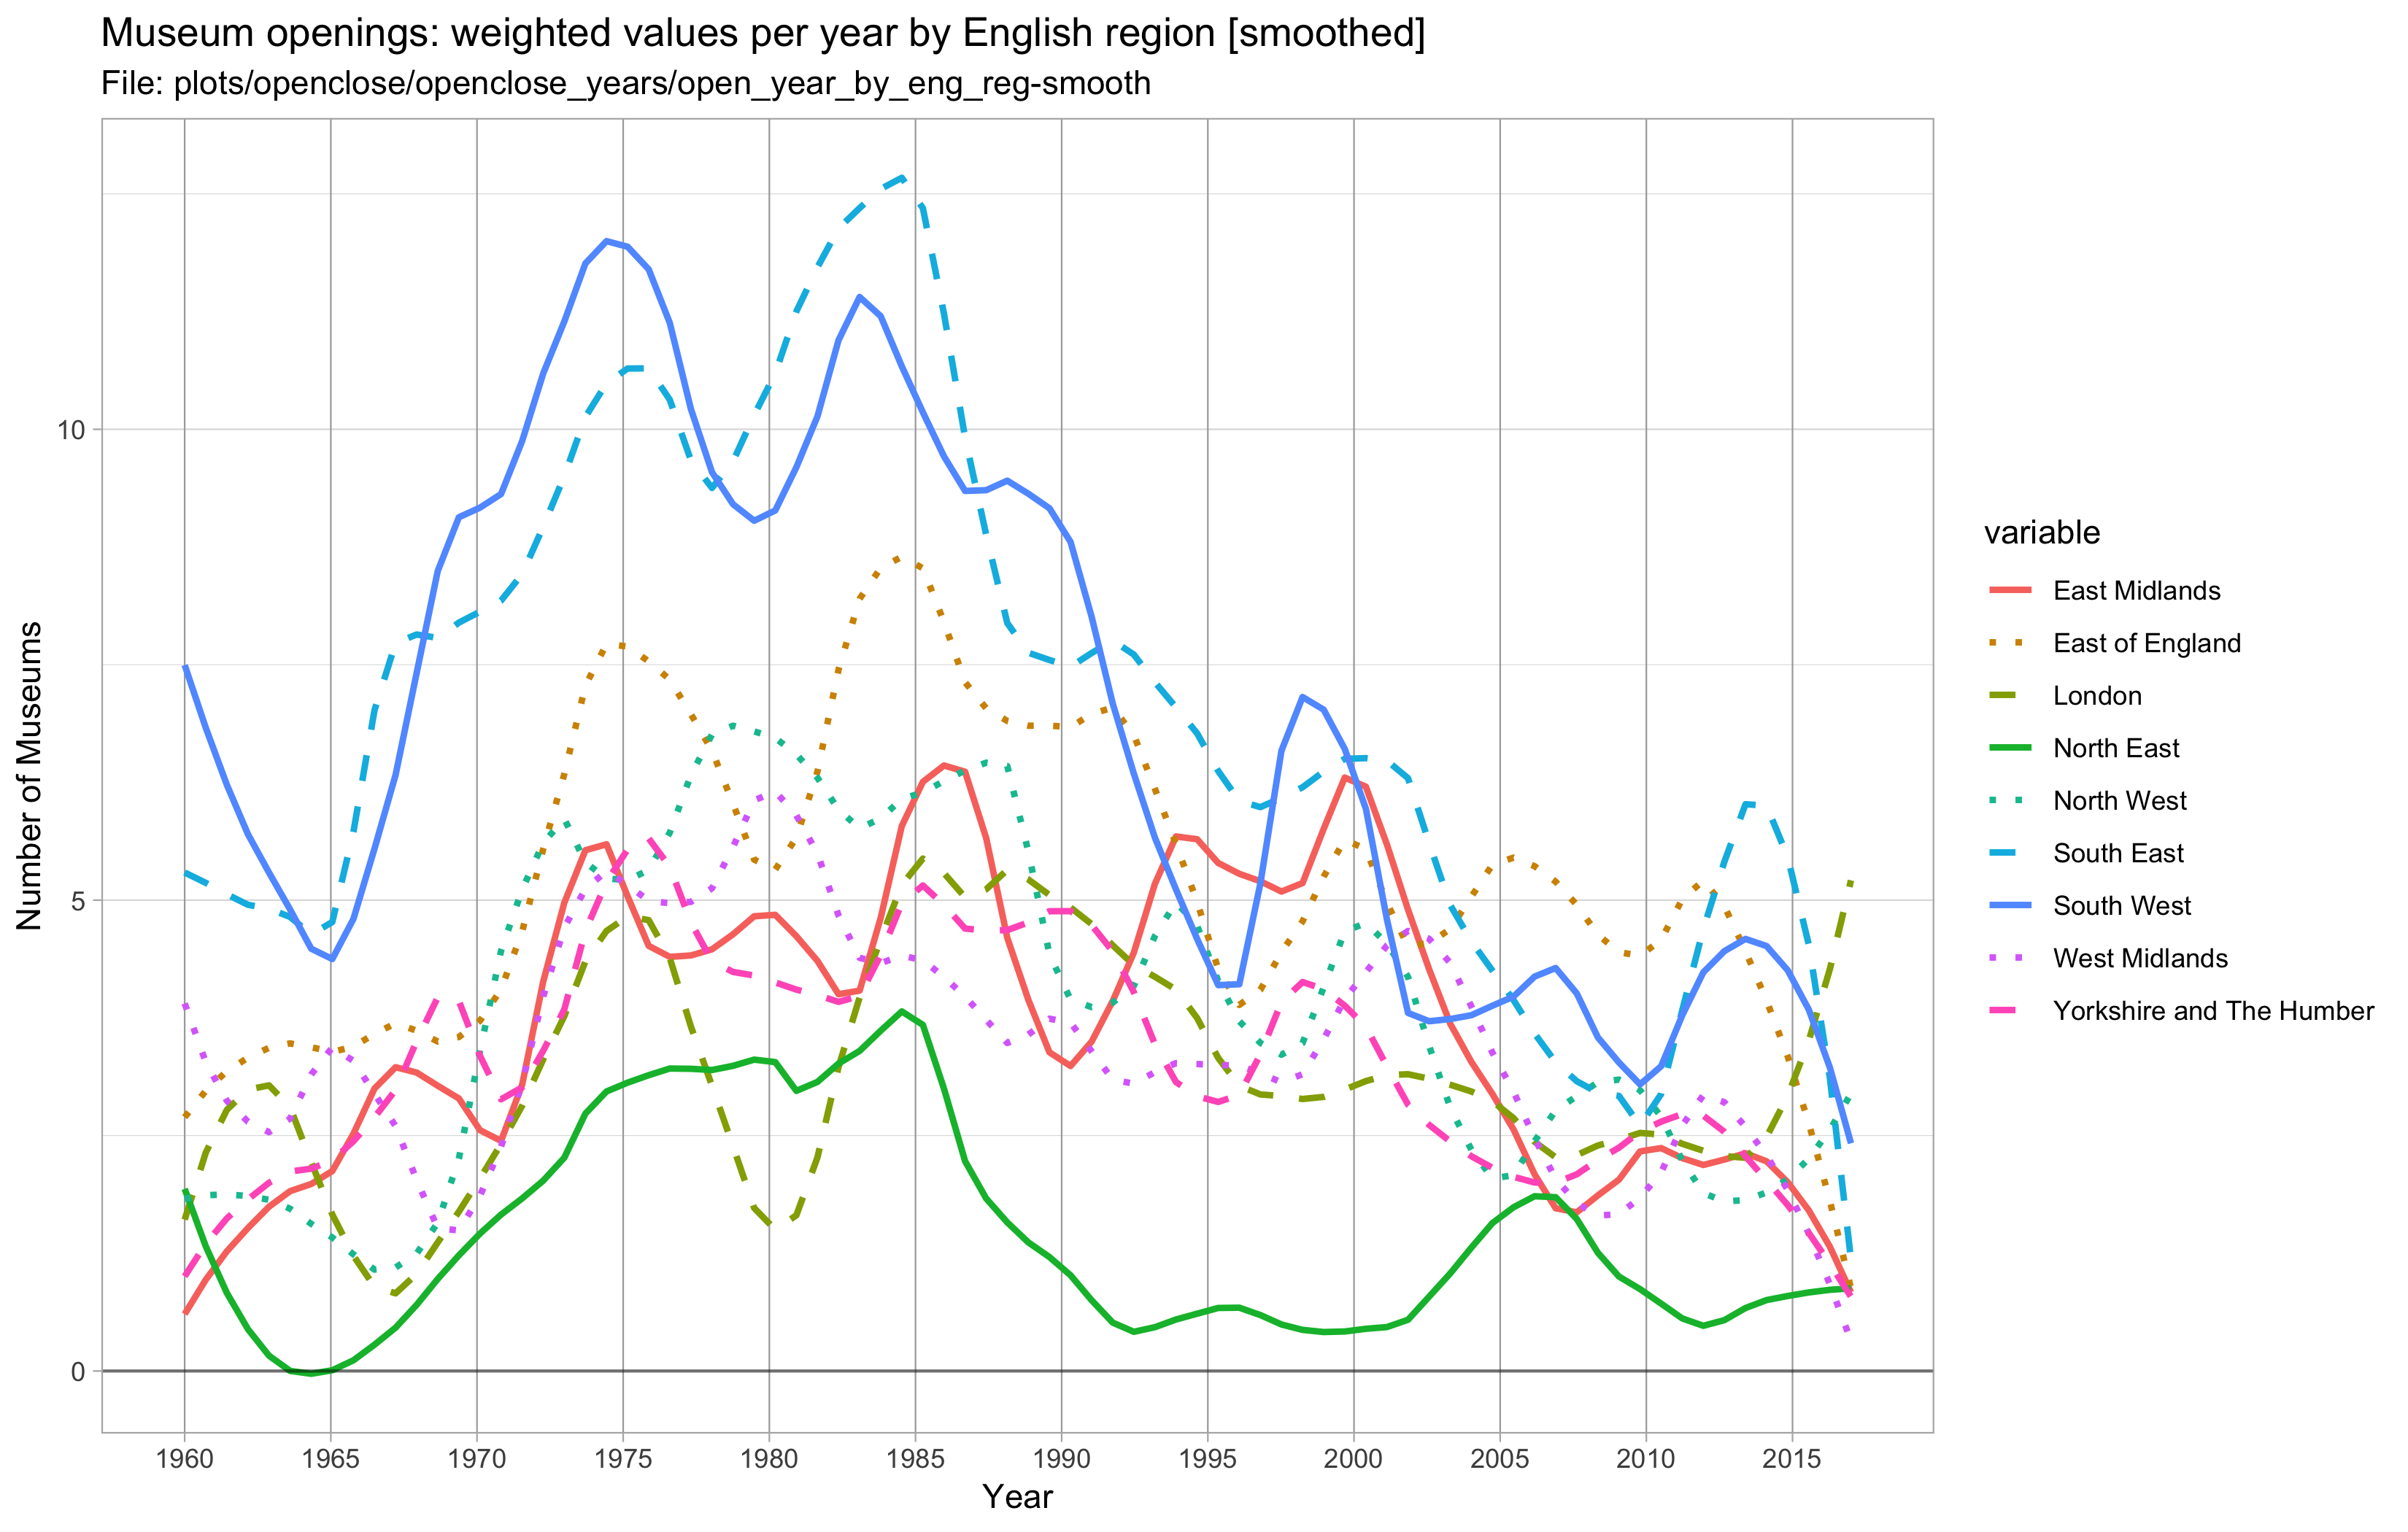 Museum openings: weighted values per year by English region [smoothed]
File: plots/openclose/openclose_years/open_year_by_eng_reg-smooth
Number of Museums
10
5
0
1960 1965 1970 1975 1980 1985 1990 1995 2000 2005 2010 2015
Year
variable
East Midlands
East of England
London
North East
North West
South East
South West
West Midlands
Yorkshire and The Humber